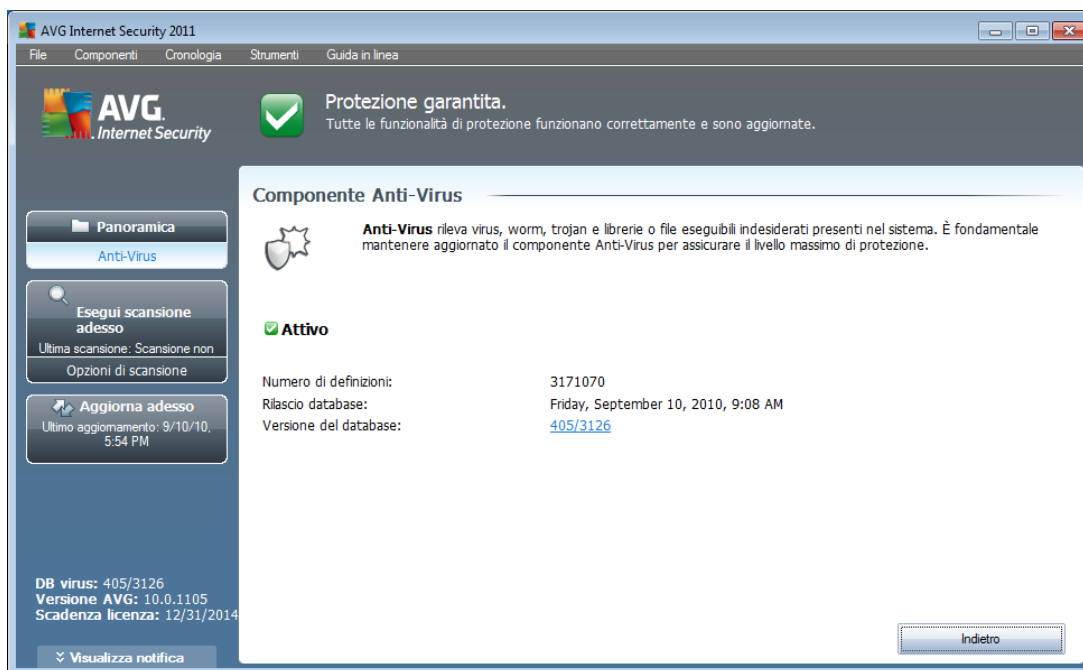 AVG Internet Security 2011
File Componenti Cronologia Strumenti Guida in linea
AVG.
Internet Security
Protezione garantita.
Tutte le funzionalità di protezione funzionano correttamente e sono aggiornate.
Panoramica
Anti-Virus
Esegui scansione
adesso
Ultima scansione: Scansione non
Opzioni di scansione
Aggiorna adesso
Ultimo aggiornamento: 9/10/10,
5:54 PM
DB virus: 405/3126
Versione AVG: 10.0.1105
Scadenza licenza: 12/31/2014
Visualizza notifica
Componente Anti-Virus
Anti-Virus rileva virus, worm, trojan e librerie o file eseguibili indesiderati presenti nel sistema. È fondamentale
mantenere aggiornato il componente Anti-Virus per assicurare il livello massimo di protezione.
Attivo
Numero di definizioni: 3171070
Rilascio database: Friday, September 10, 2010, 9:08 AM
Versione del database: 405/3126
Indietro